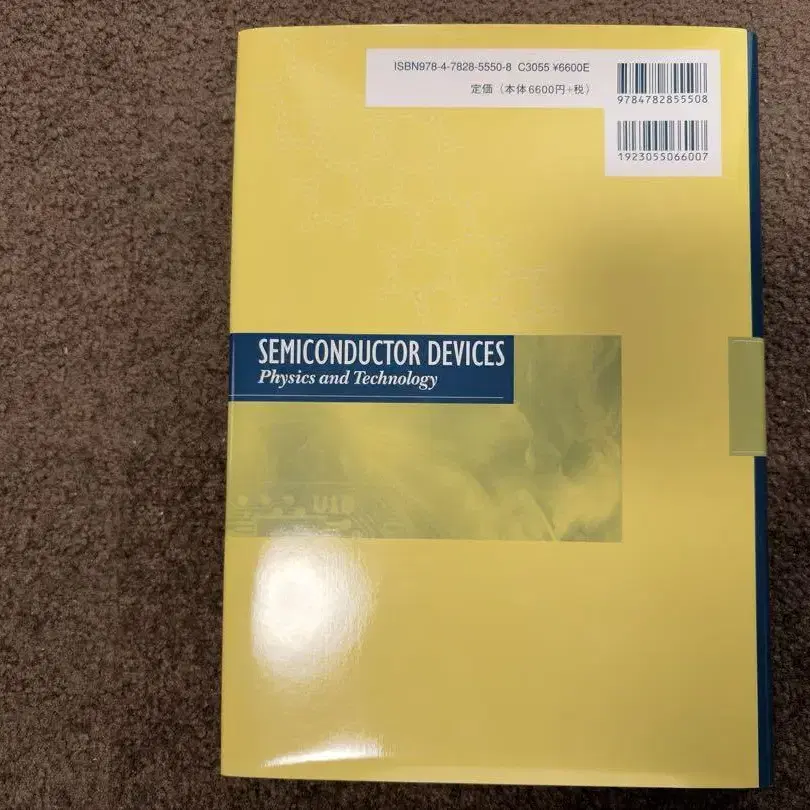 ISBN978-4-7828-5550-8 C3055 ¥6600E
定価（本体6600円+税）
9784782855508
1923055066007
SEMICONDUCTOR DEVICES
Physics and Technology
U10